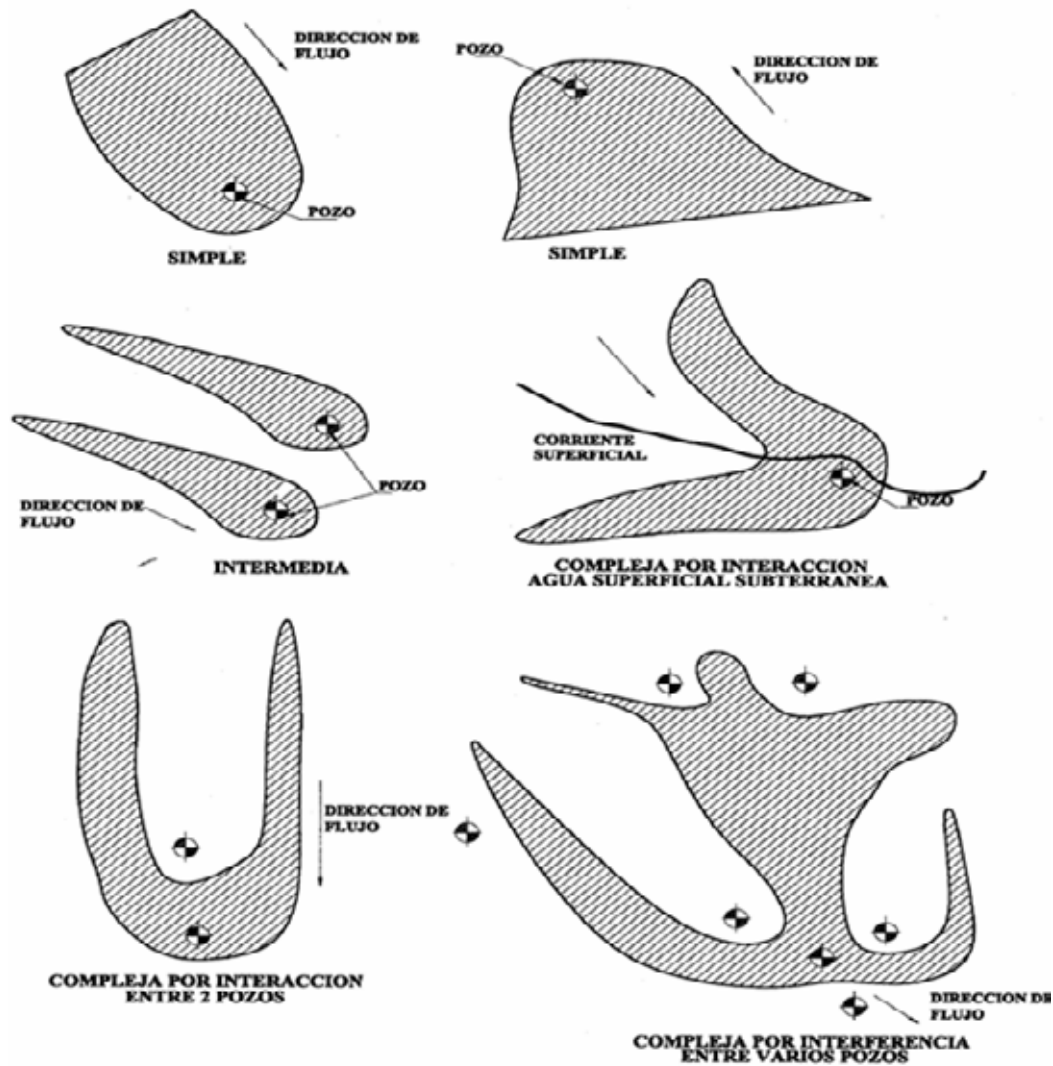 DIRECCION DE
FLUJO
POZO
SIMPLE
POZO
DIRECCION DE
FLUJO
SIMPLE
POZO
DIRECCION DE
FLUJO
INTERMEDIA
CORRIENTE
SUPERFICIAL
POZO
COMPLEJA POR INTERACCION
AGUA SUPERFICIAL SUBTERRANEA
DIRECCION DE
FLUJO
COMPLEJA POR INTERACCION
ENTRE 2 POZOS
DIRECCION DE
FLUJO
COMPLEJA POR INTERFERENCIA
ENTRE VARIOS POZOS